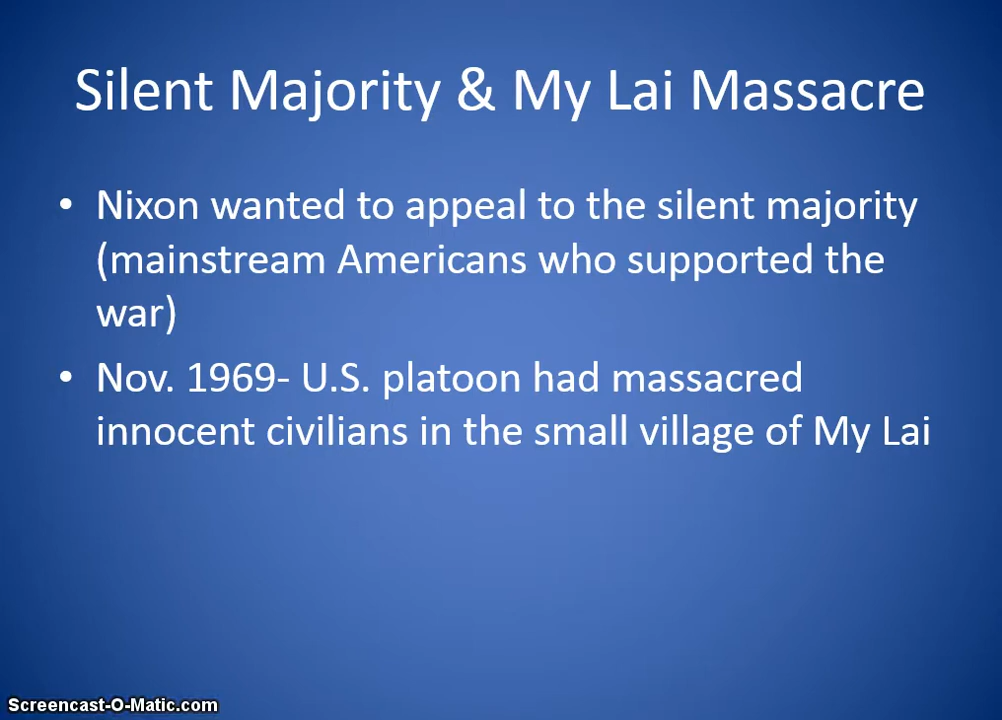 Silent Majority & My Lai Massacre
• Nixon wanted to appeal to the silent majority
(mainstream Americans who supported the
war)
• Nov. 1969- U.S. platoon had massacred
innocent civilians in the small village of My Lai
Screencast-O-Matic.com